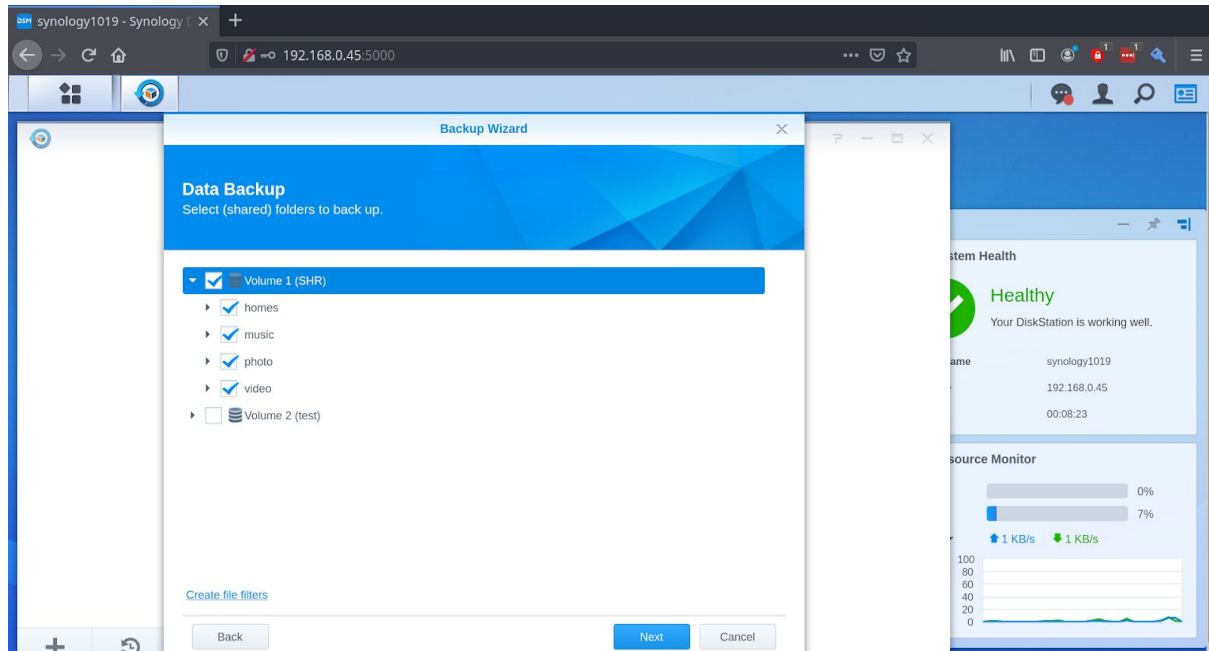 DSM synology1019 - Synology D
192.168.0.45:5000
1
1
Backup Wizard
Data Backup
Select (shared) folders to back up.
Volume 1 (SHR)
homes
music
photo
video
Volume 2 (test)
Create file filters
Back
Next
Cancel
stem Health
Healthy
Your DiskStation is working well.
ame synology1019
192.168.0.45
00:08:23
source Monitor
0%
7%
1 KB/s 1 KB/s
100
80
60
40
20
0